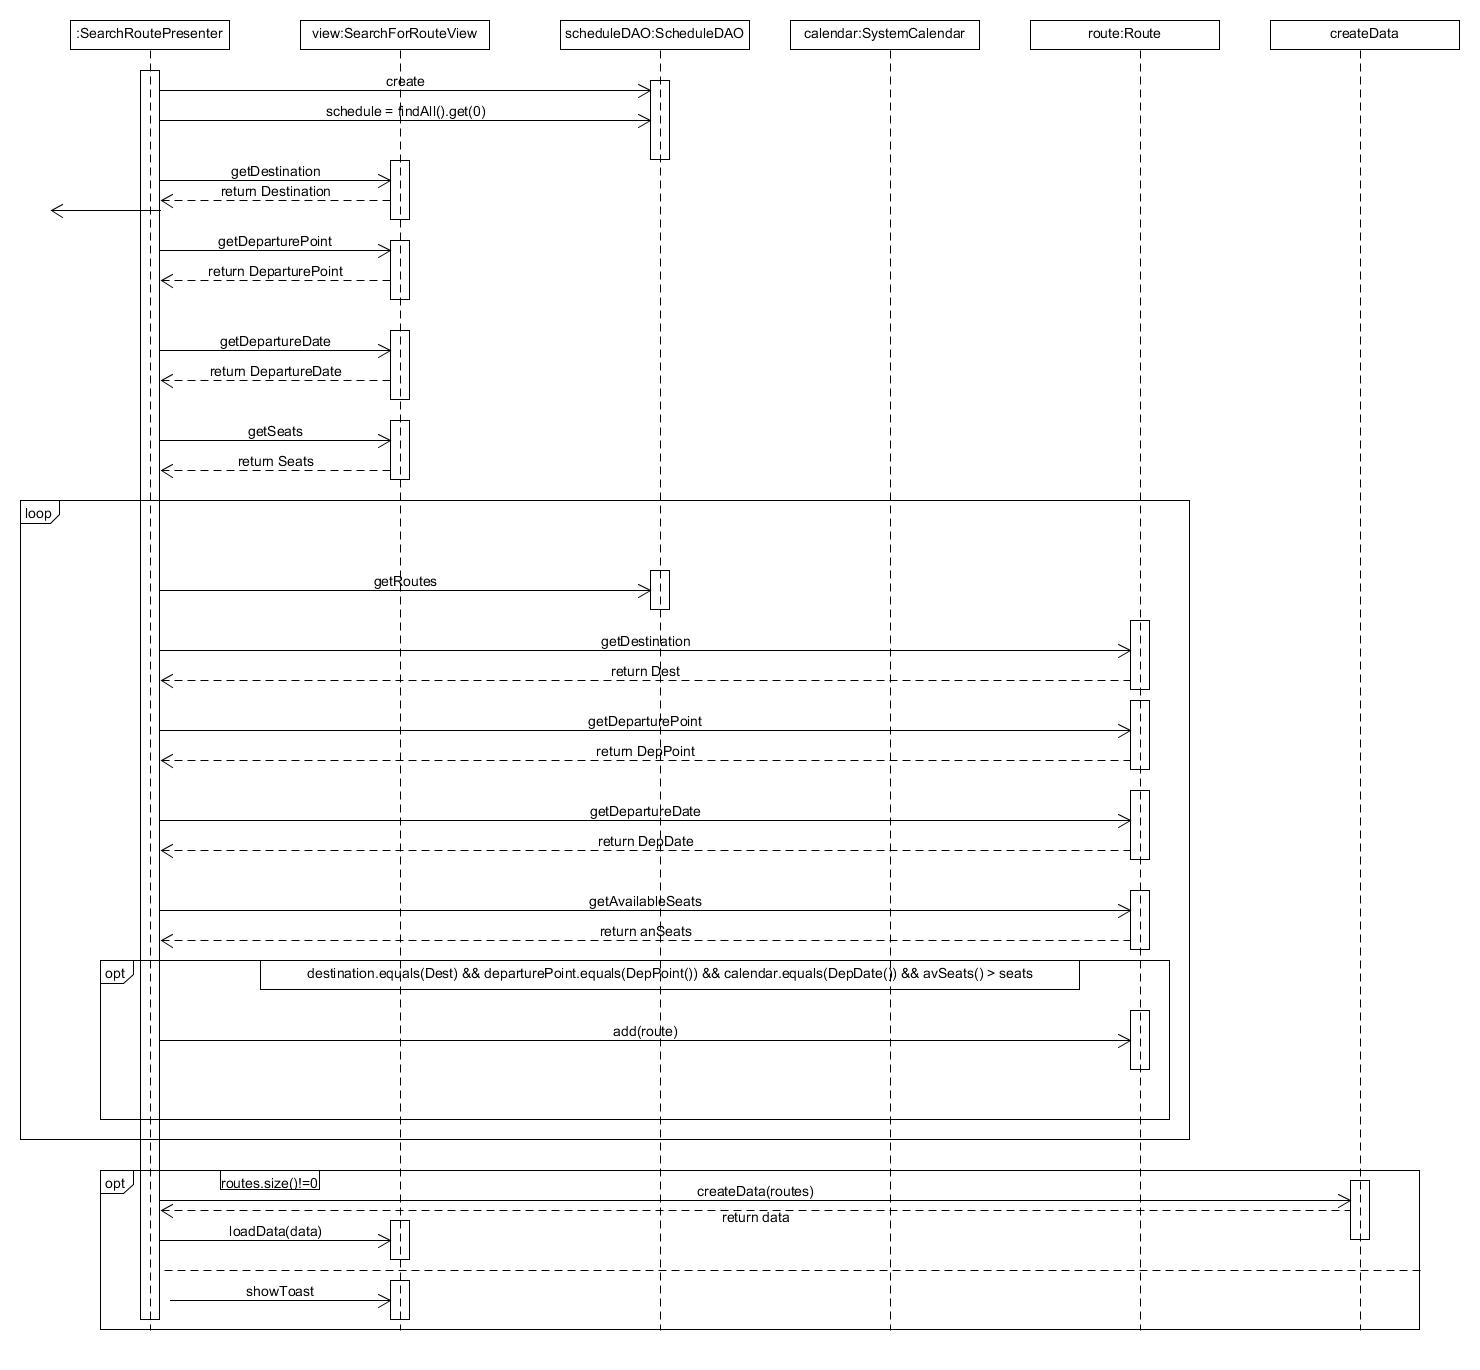 :SearchRoutePresenter
view:SearchForRouteView
scheduleDAO:ScheduleDAO
calendar:SystemCalendar
route:Route
createData
create
schedule = findAll().get(0)
getDestination
return Destination
getDeparturePoint
return DeparturePoint
getDepartureDate
return DepartureDate
getSeats
return Seats
loop
getRoutes
getDestination
return Dest
getDeparturePoint
return DepPoint
getDepartureDate
return DepDate
getAvailableSeats
return anSeats
opt
destination.equals(Dest) && departurePoint.equals(DepPoint()) && calendar.equals(DepDate()) && avSeats() > seats
add(route)
opt
routes.size()!=0
createData(routes)
return data
loadData(data)
showToast